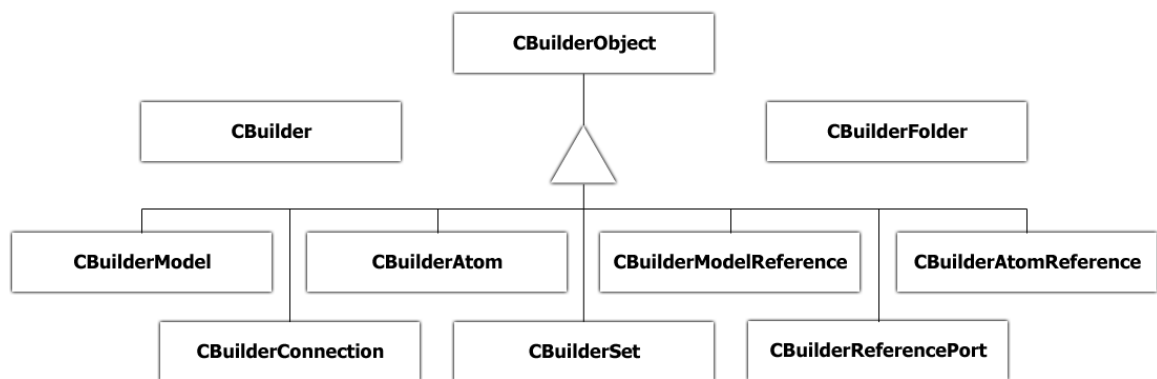 CBuilderObject
CBuilder
CBuilderFolder
CBuilderModel
CBuilderAtom
CBuilderModelReference
CBuilderAtomReference
CBuilderConnection
CBuilderSet
CBuilderReferencePort